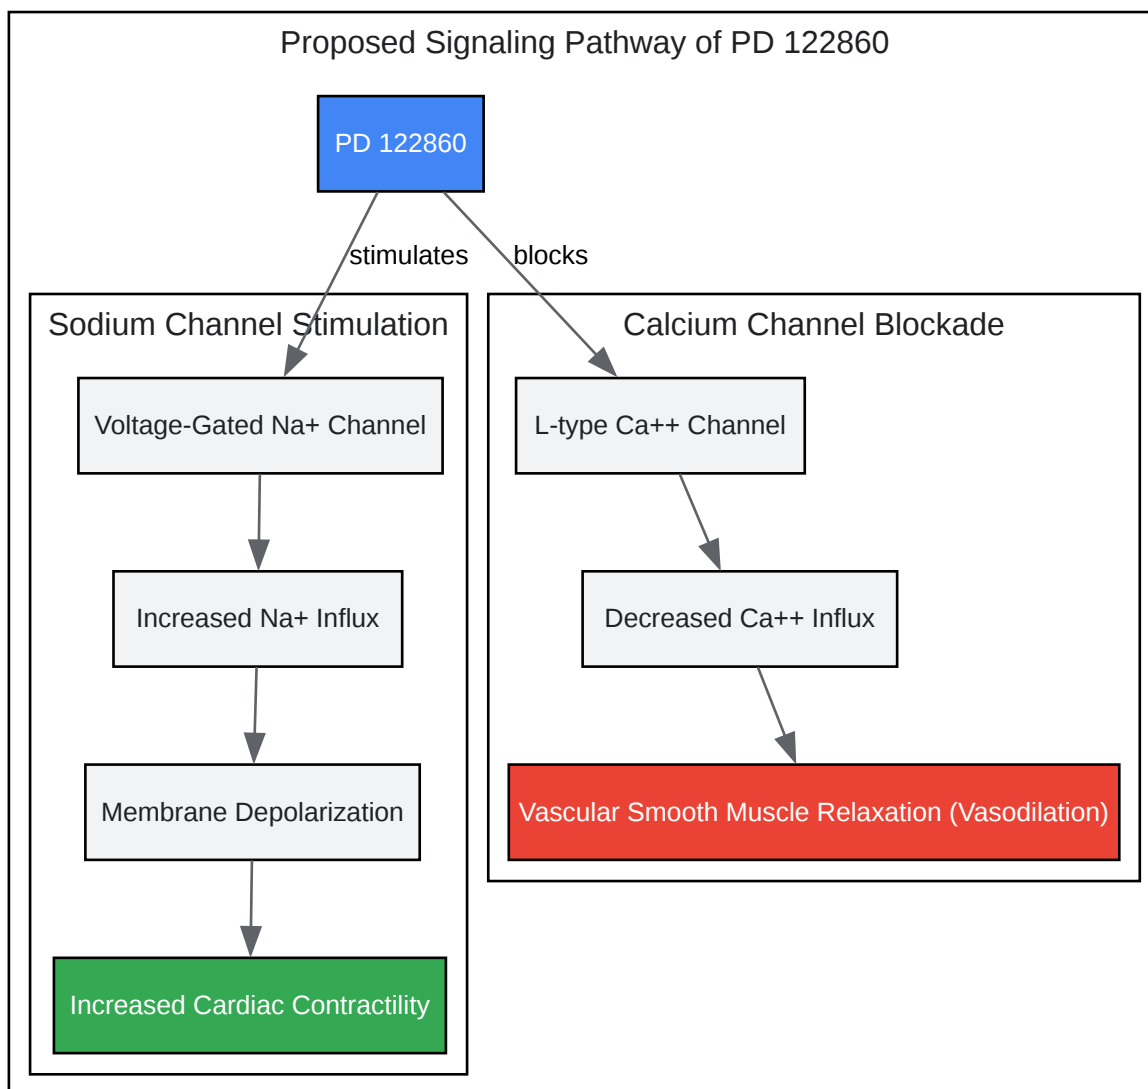 Proposed Signaling Pathway of PD 122860
PD 122860
stimulates
blocks
Sodium Channel Stimulation
Calcium Channel Blockade
Voltage-Gated Na+ Channel
L-type Ca++ Channel
Increased Na+ Influx
Decreased Ca++ Influx
Membrane Depolarization
Vascular Smooth Muscle Relaxation (Vasodilation)
Increased Cardiac Contractility